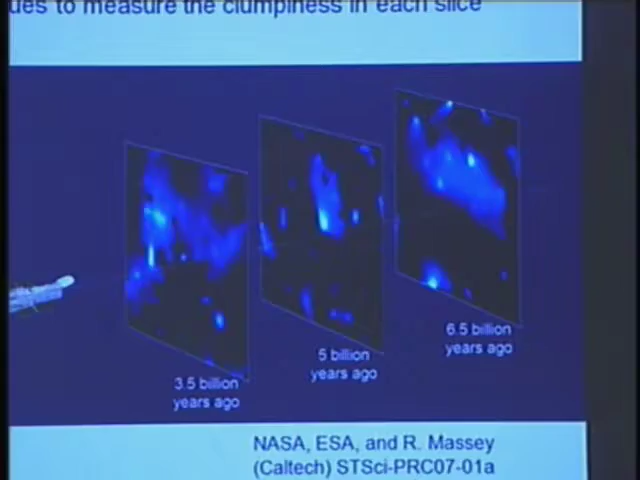 to measure the clumpiness in each slice
6.5 billion
years ago
5 billion
years ago
3.5 billion
years ago
NASA, ESA, and R. Massey
(Caltech) STSci-PRC07-01a